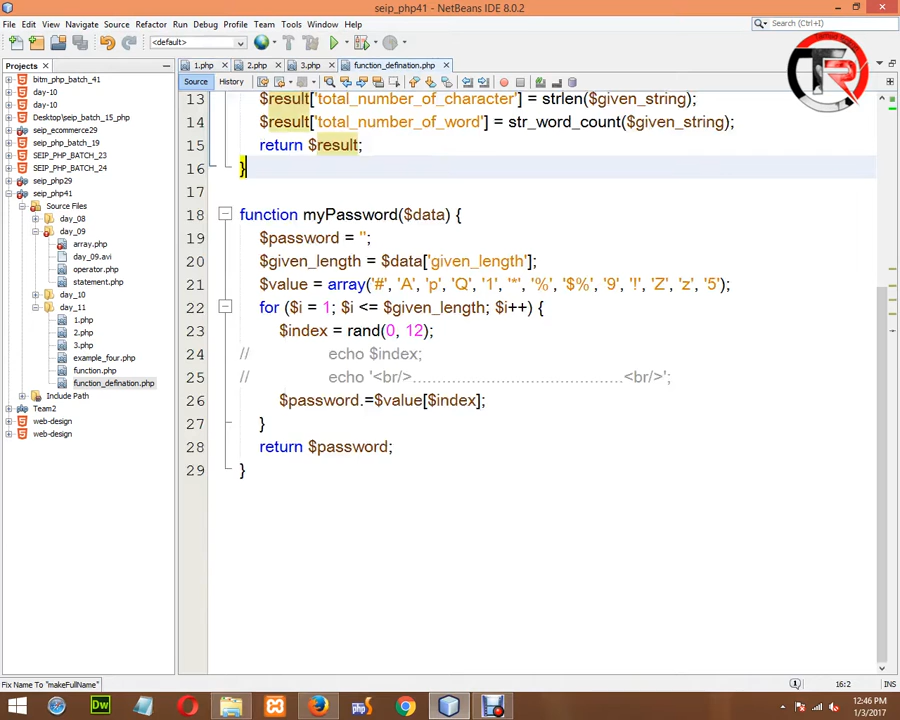 seip_php41 - NetBeans IDE 8.0.2
File Edit View Navigate Source Refactor Run Debug Profile Team Tools Window Help
Search (Ctrl+I)
<default>
Projects
1.php 2.php 3.php function_defination.php
Source History
bitm_php_batch_41
day-10
day-10
Desktop\seip_batch_15_php
seip_ecommerce29
seip_php_batch_19
SEIP_PHP_BATCH_23
SEIP_PHP_BATCH_24
seip_php29
seip_php41
Source Files
day_08
day_09
array.php
day_09.avi
operator.php
statement.php
day_10
day_11
1.php
2.php
3.php
example_four.php
function.php
function_defination.php
Include Path
Team2
web-design
web-design
13 $result['total_number_of_character'] = strlen($given_string);
14 $result['total_number_of_word'] = str_word_count($given_string);
15 return $result;
16 }
17
18 function myPassword($data) {
19 $password = '';
20 $given_length = $data['given_length'];
21 $value = array('#', 'A', 'p', 'Q', '1', '*', '%', '$%', '9', '!', 'Z', 'z', '5');
22 for ($i = 1; $i <= $given_length; $i++) {
23 $index = rand(0, 12);
24 // echo $index;
25 // echo '<br/>..........................................<br/>';
26 $password.=$value[$index];
27 }
28 return $password;
29 }
Fix Name To "makeFullName"
16:2 INS
12:46 PM
1/3/2017